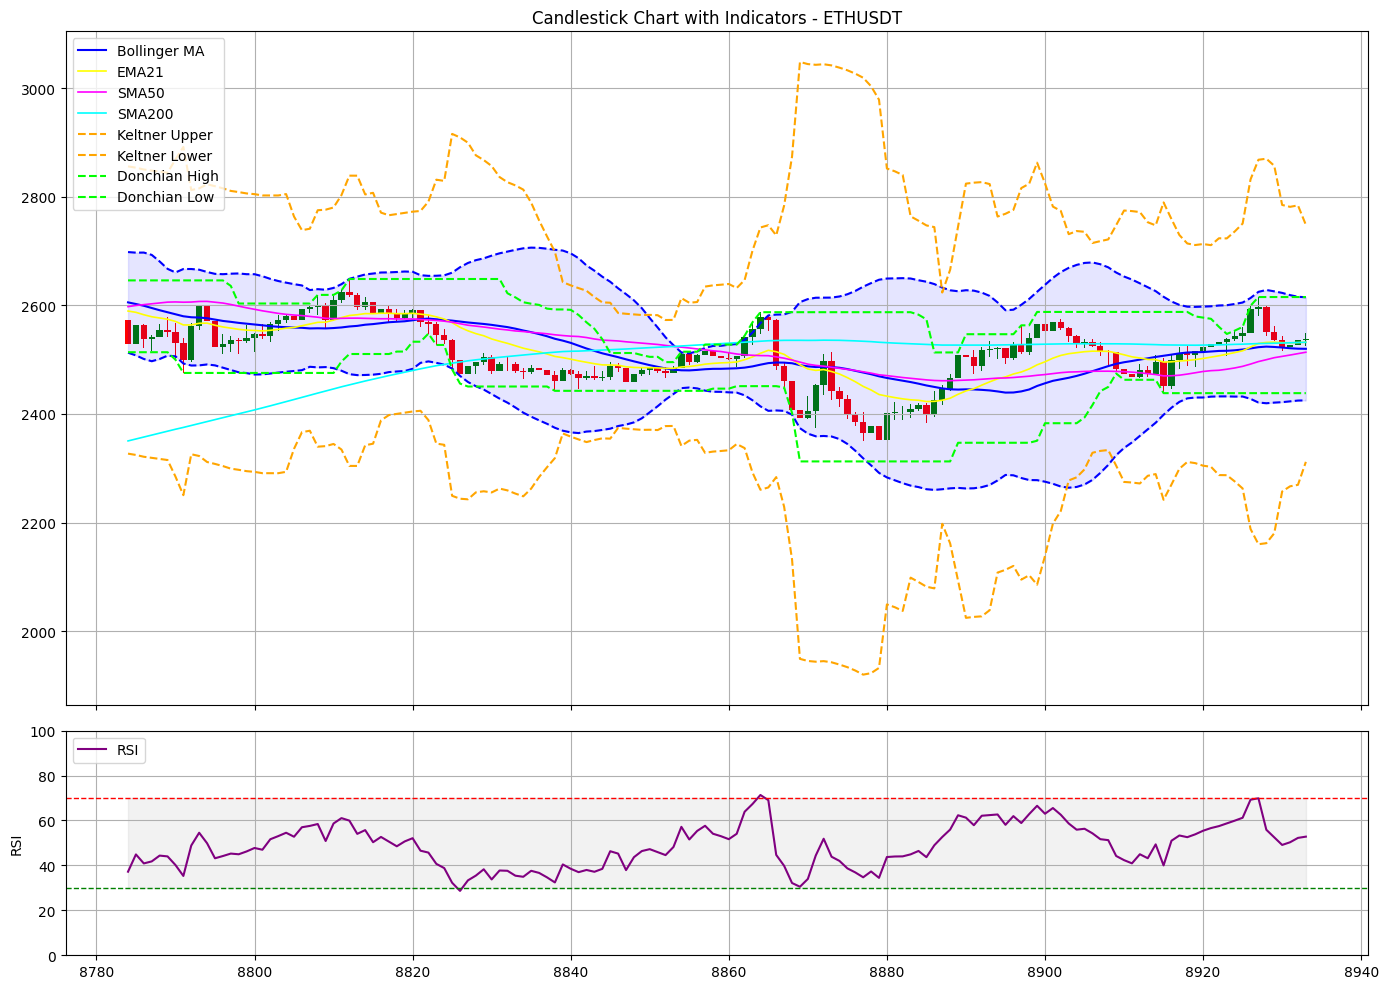 Candlestick Chart with Indicators - ETHUSDT
Bollinger MA
EMA21
SMA50
SMA200
Keltner Upper
Keltner Lower
Donchian High
Donchian Low
3000
2800
2600
2400
2200
2000
RSI
100
80
60
40
20
0
RSI
8780
8800
8820
8840
8860
8880
8900
8920
8940